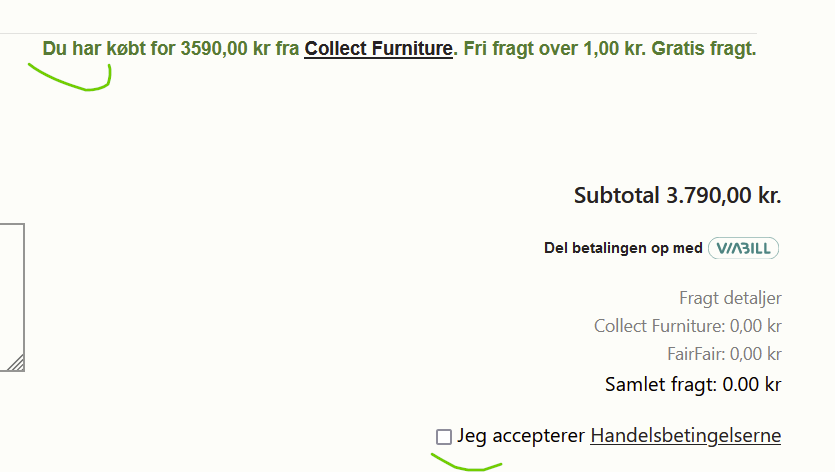 Du har købt for 3590,00 kr fra Collect Furniture. Fri fragt over 1,00 kr. Gratis fragt.
Subtotal 3.790,00 kr.
Del betalingen op med VIABILL
Fragt detaljer
Collect Furniture: 0,00 kr
FairFair: 0,00 kr
Samlet fragt: 0.00 kr
Jeg accepterer Handelsbetingelserne